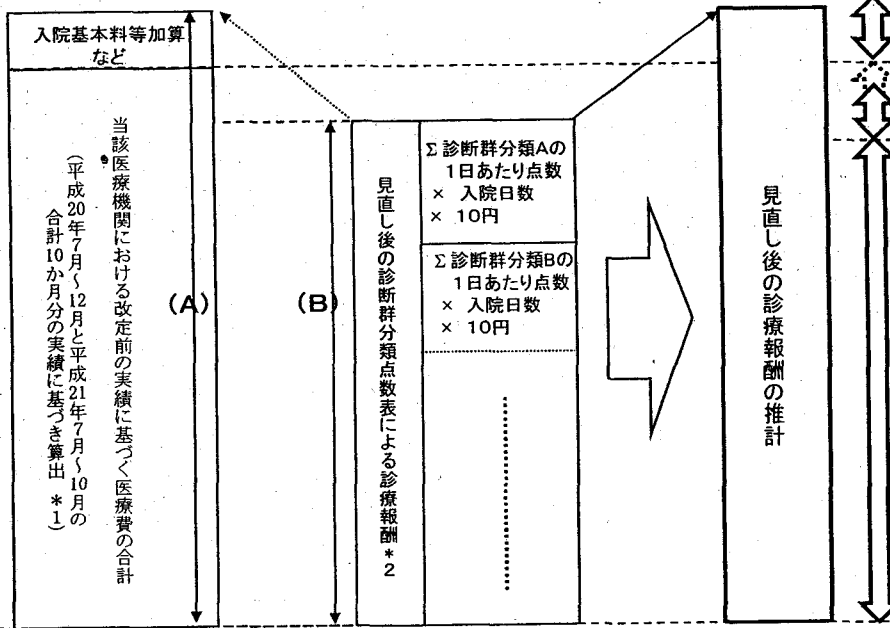 入院基本料等加算
など
当該医療機関における改定前の実績に基づく医療費の合計
(平成20年7月~12月と平成21年7月~10月の
合計10か月分の実績に基づき算出 *1)
(A)
(B)
見直し後の診断群分類点数表による診療報酬*2
Σ 診断群分類Aの
1日あたり点数
× 入院日数
× 10円
Σ 診断群分類Bの
1日あたり点数
× 入院日数
× 10円
見直し後の診療報酬の推計